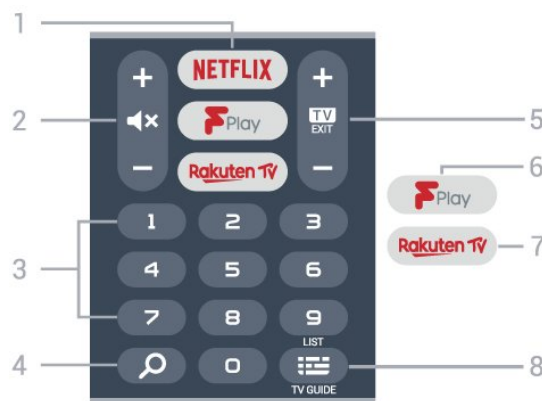 1
+
NETFLIX
+
2
F Play
TV
EXIT
5
−
Rakuten TV
−
6
F Play
3
1 2 3
Rakuten TV
7
4 5 6
7 8 9
LIST
4
0
8
TV GUIDE